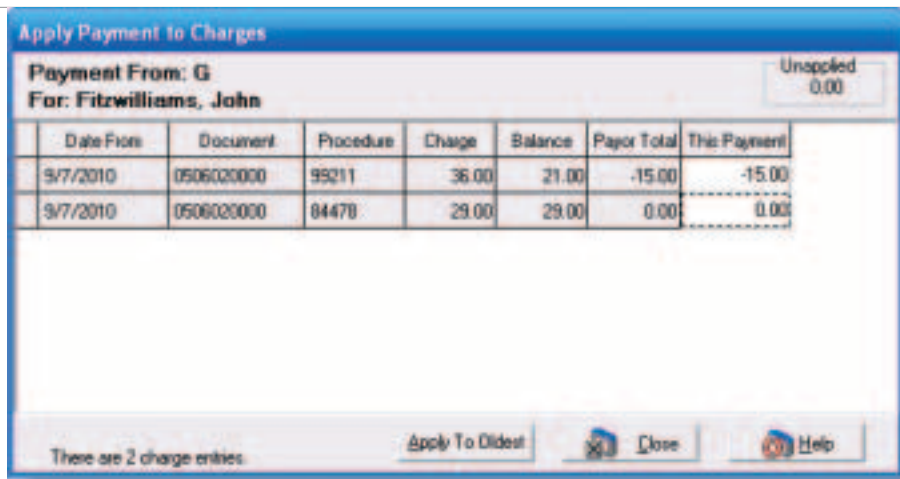 Apply Payment to Charges
Payment From: G
For: Fitzwilliams, John
Unapplied
0.00
Date From Document Procedure Charge Balance Payor Total This Payment
9/7/2010 0506020000 99211 36.00 21.00 -15.00 -15.00
9/7/2010 0506020000 84478 29.00 29.00 0.00 0.00
There are 2 charge entries.
Apply To Oldest
Close
Help